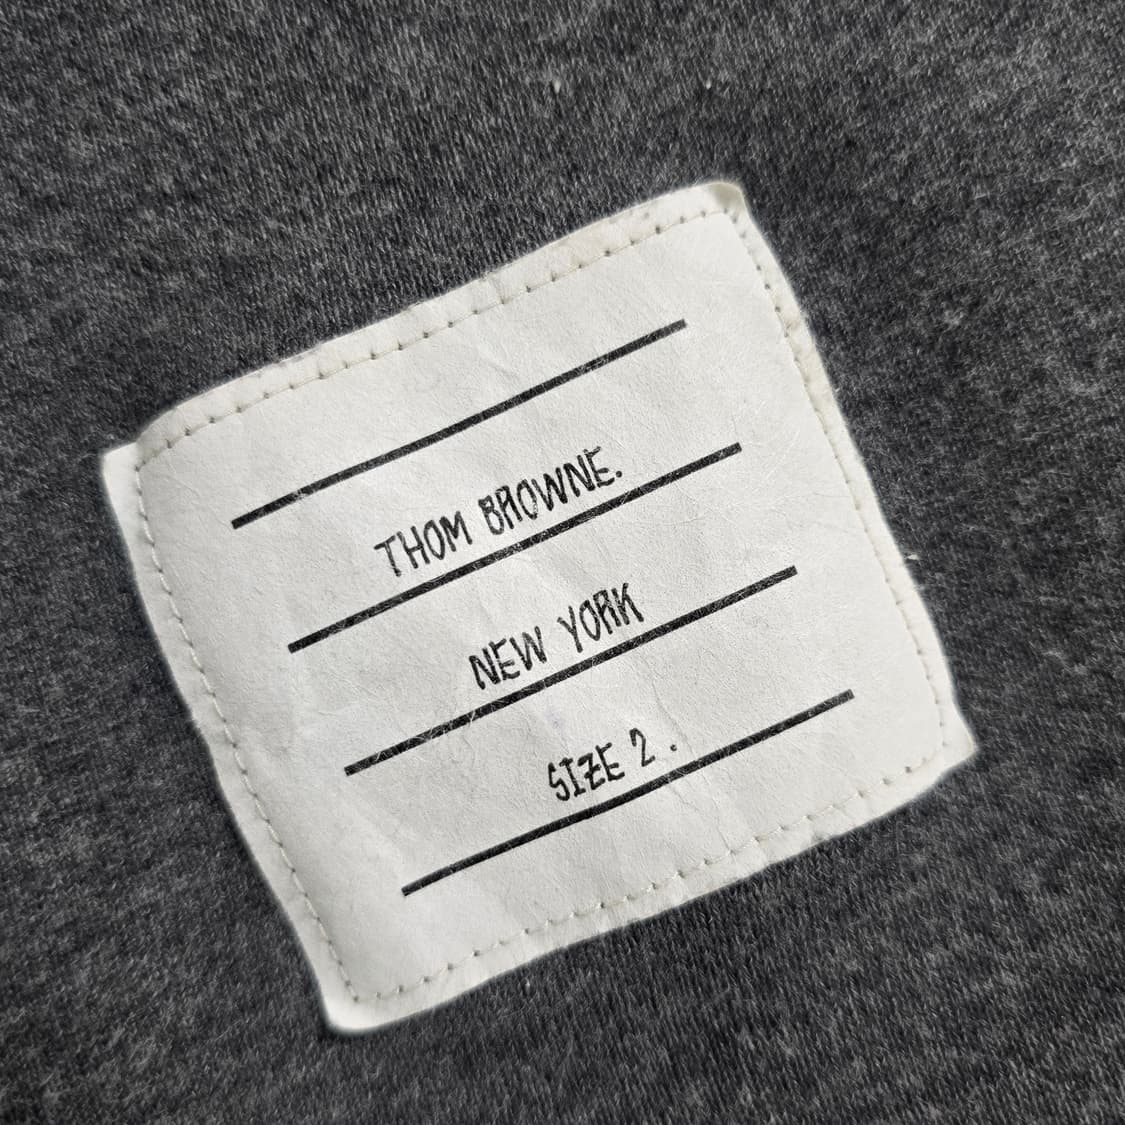 THOM BROWNE.
NEW YORK
SIZE 2 .